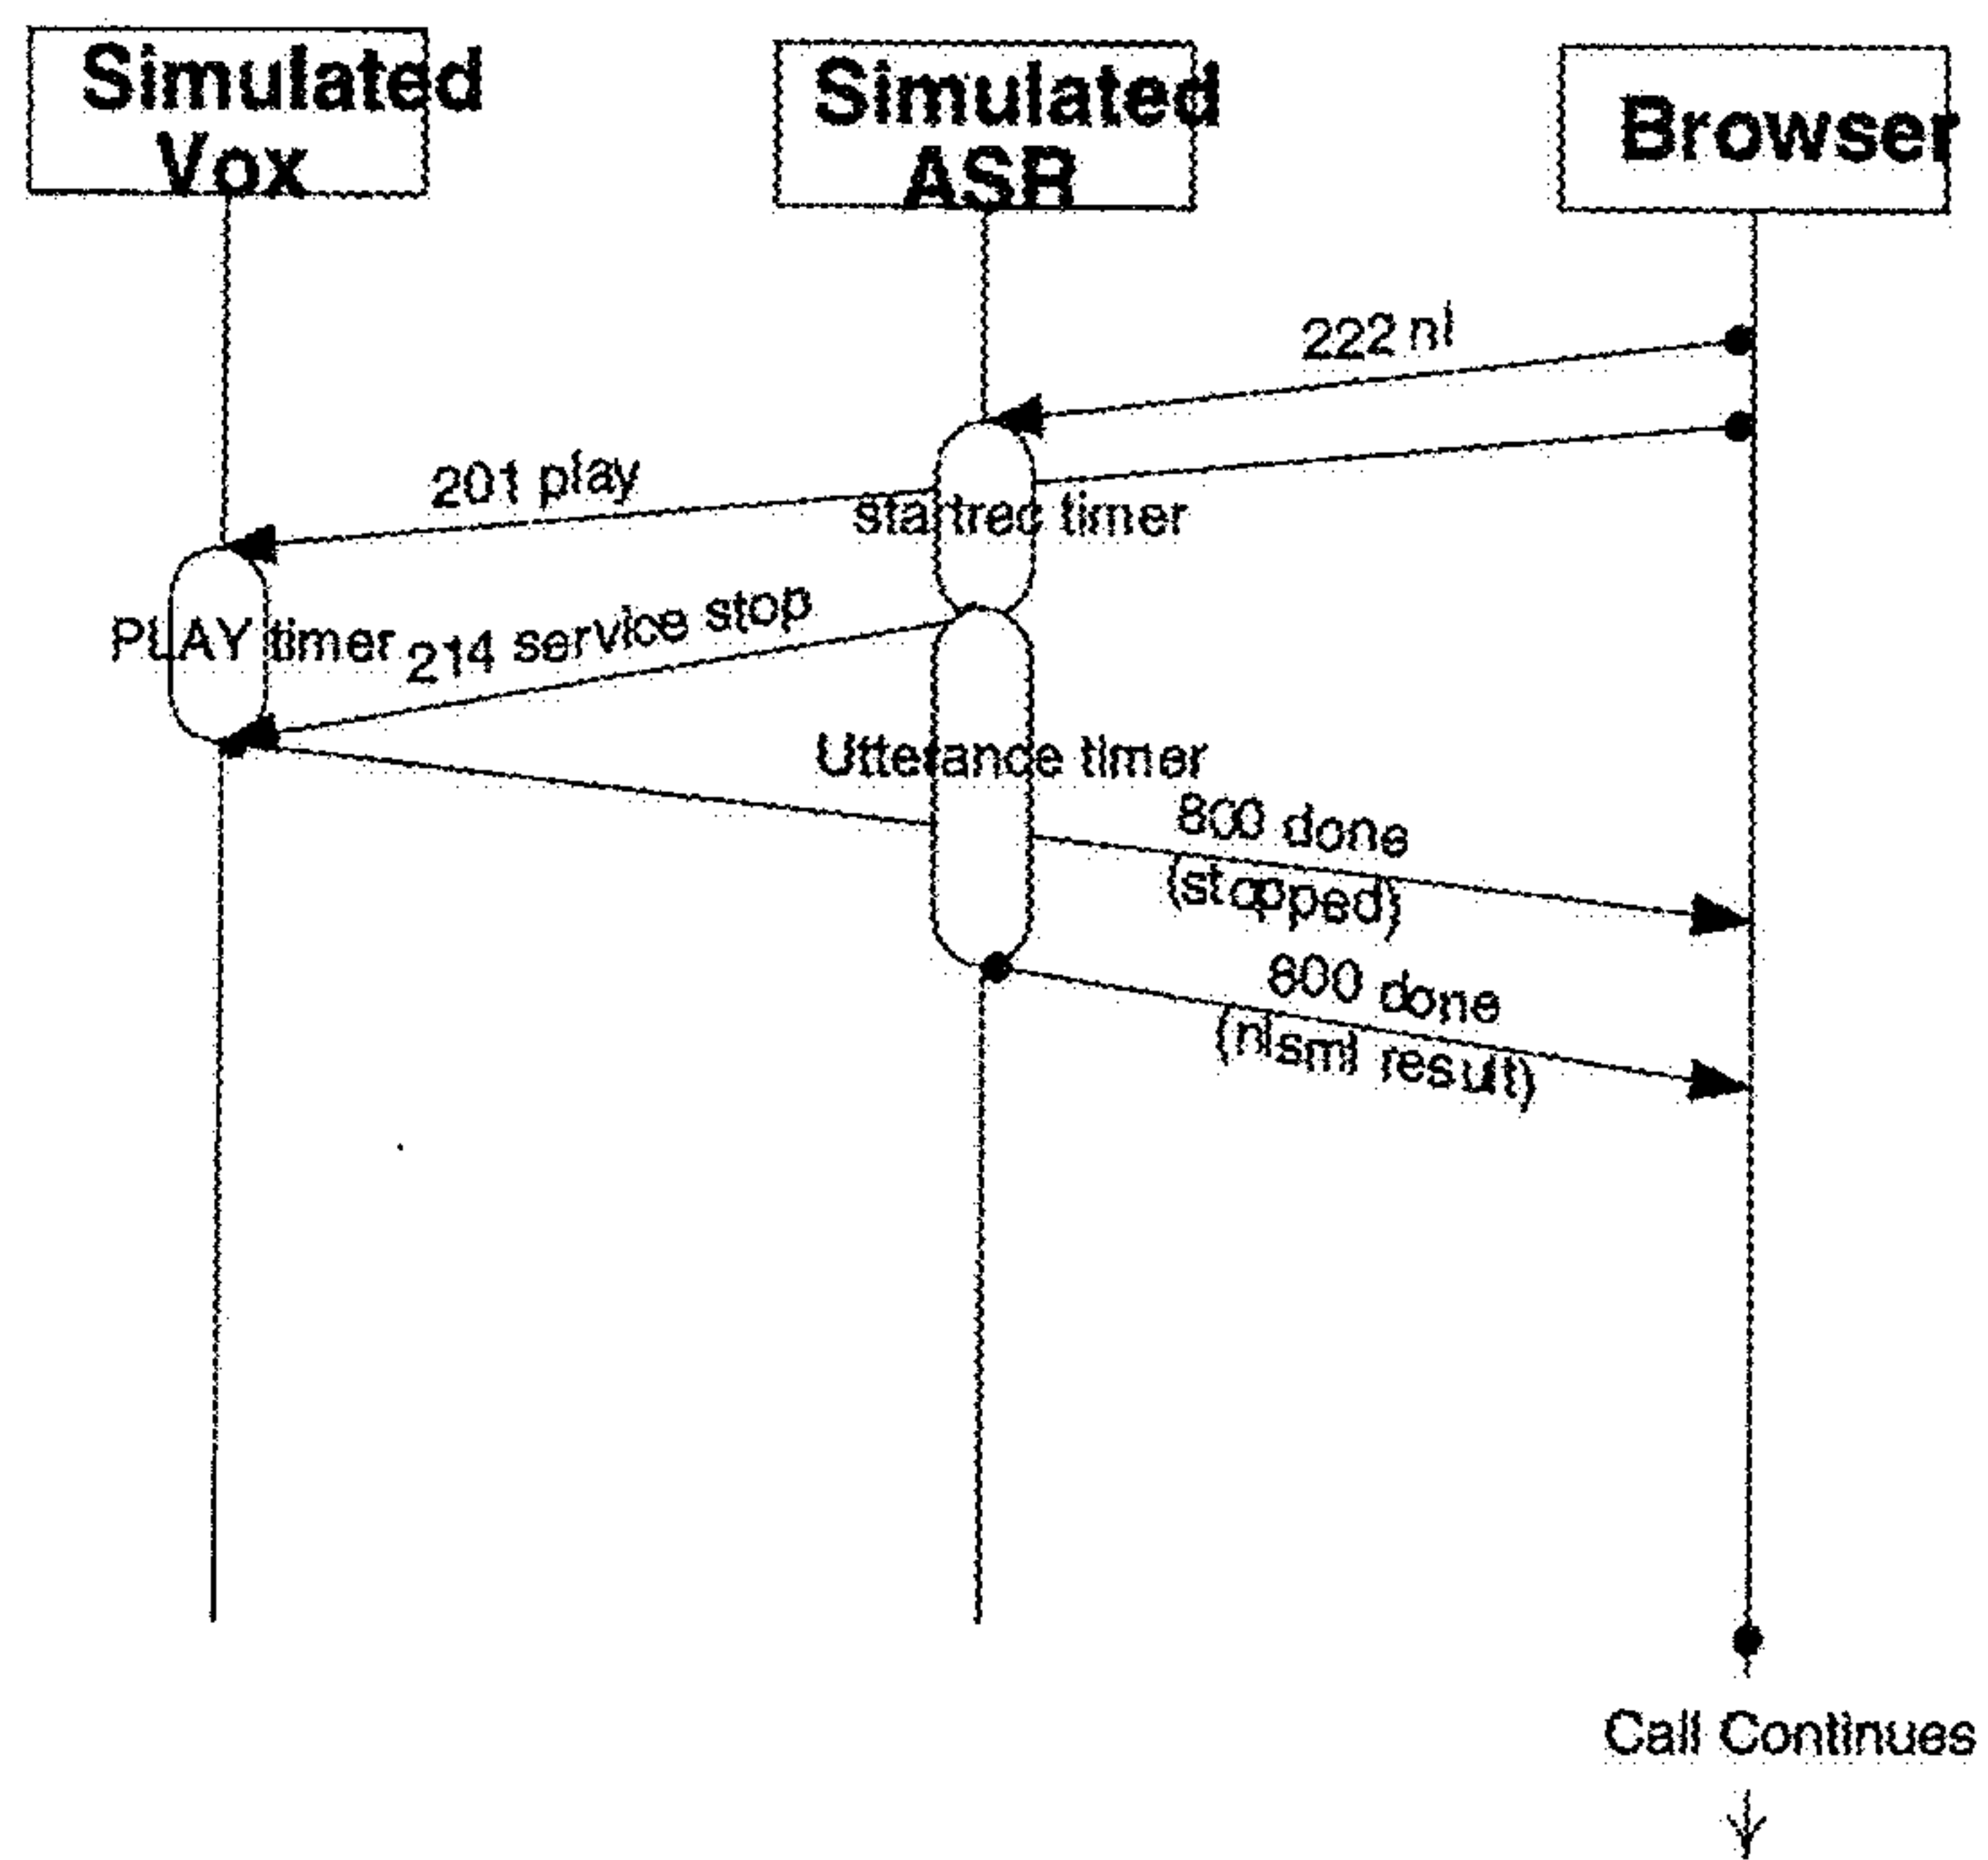 Simulated
Vox
Simulated
ASR
Browser
222 nl
201 play
startrec timer
PLAY timer
214 service stop
Utterance timer
800 done
(stopped)
600 done
(nlsml result)
Call Continues